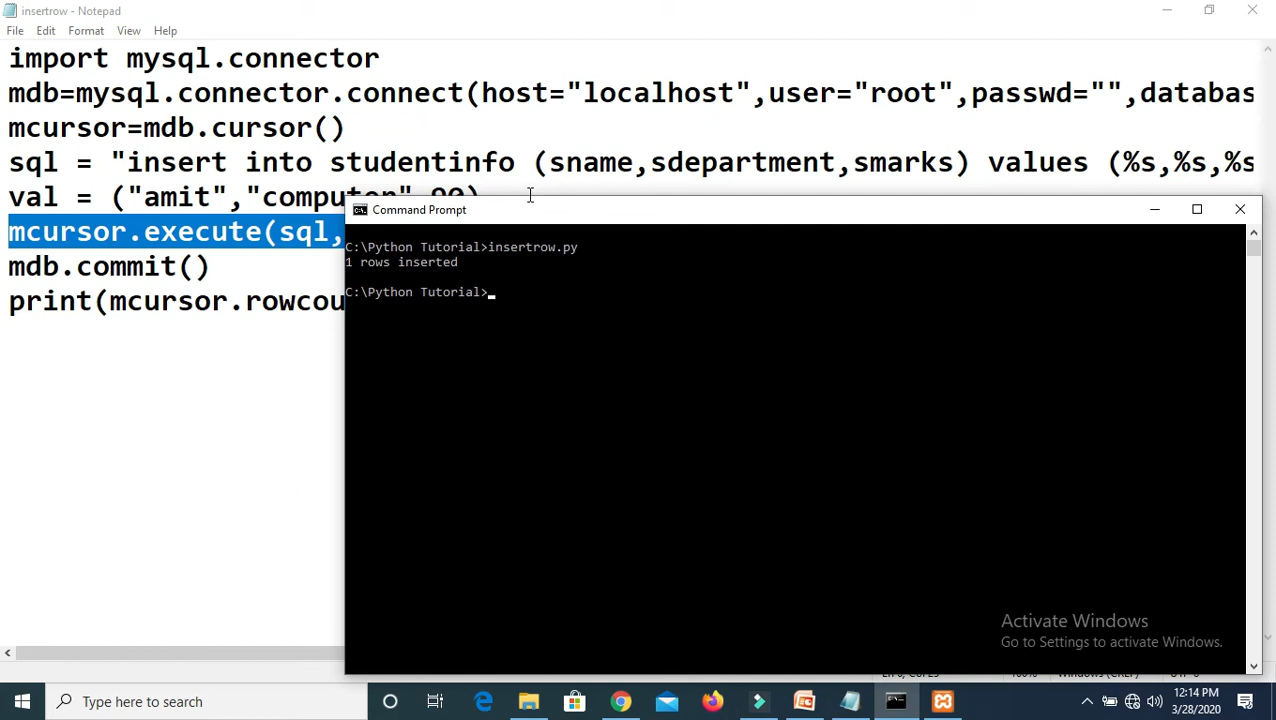 insertrow - Notepad
File Edit Format View Help
import mysql.connector
mdb=mysql.connector.connect(host="localhost",user="root",passwd="",databas
mcursor=mdb.cursor()
sql = "insert into studentinfo (sname,sdepartment,smarks) values (%s,%s,%s
val = ("amit","computer",90)
mcursor.execute(sql,
mdb.commit()
print(mcursor.rowcou
Command Prompt
C:\Python Tutorial>insertrow.py
1 rows inserted
C:\Python Tutorial>
Activate Windows
Go to Settings to activate Windows.
Type here to search
12:14 PM
3/28/2020